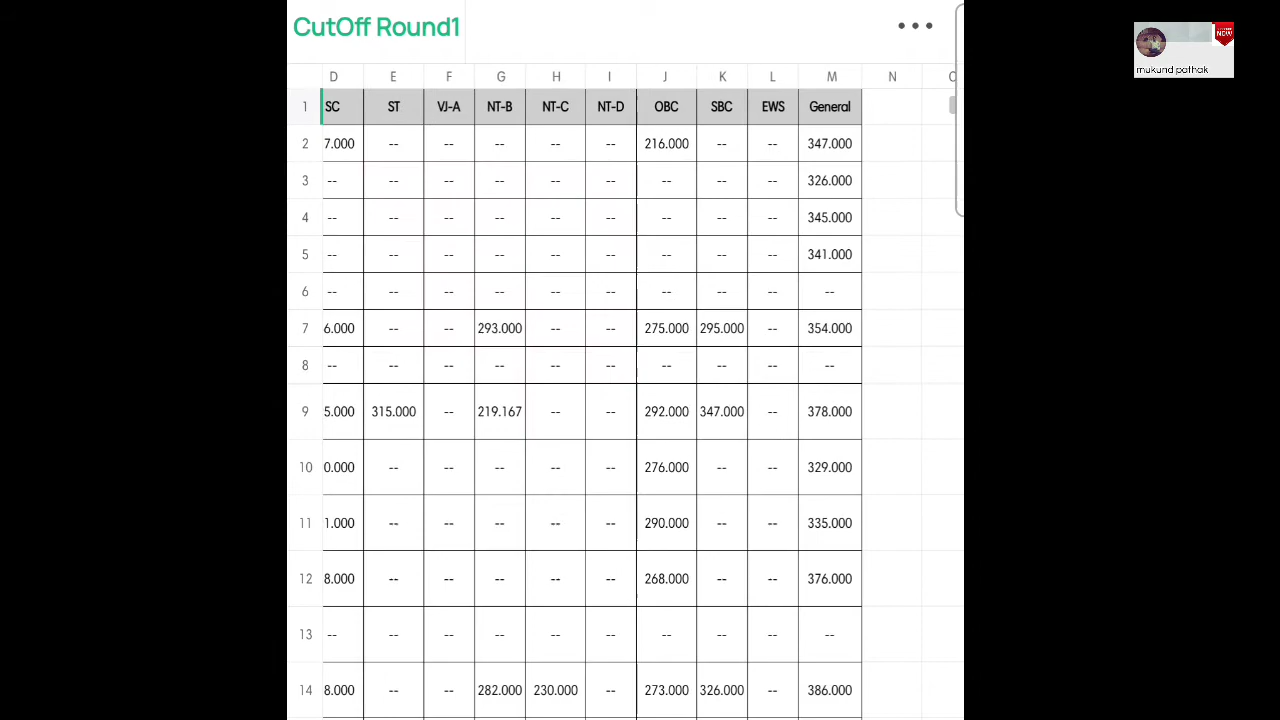 CutOff Round1
D E F G H I J K L M N
1 SC ST VJ-A NT-B NT-C NT-D OBC SBC EWS General
2 7.000 -- -- -- -- -- 216.000 -- -- 347.000
3 -- -- -- -- -- -- -- -- -- 326.000
4 -- -- -- -- -- -- -- -- -- 345.000
5 -- -- -- -- -- -- -- -- -- 341.000
6 -- -- -- -- -- -- -- -- -- --
7 6.000 -- -- 293.000 -- -- 275.000 295.000 -- 354.000
8 -- -- -- -- -- -- -- -- -- --
9 5.000 315.000 -- 219.167 -- -- 292.000 347.000 -- 378.000
10 0.000 -- -- -- -- -- 276.000 -- -- 329.000
11 1.000 -- -- -- -- -- 290.000 -- -- 335.000
12 8.000 -- -- -- -- -- 268.000 -- -- 376.000
13 -- -- -- -- -- -- -- -- -- --
14 8.000 -- -- 282.000 230.000 -- 273.000 326.000 -- 386.000
NOW
mukund pathak